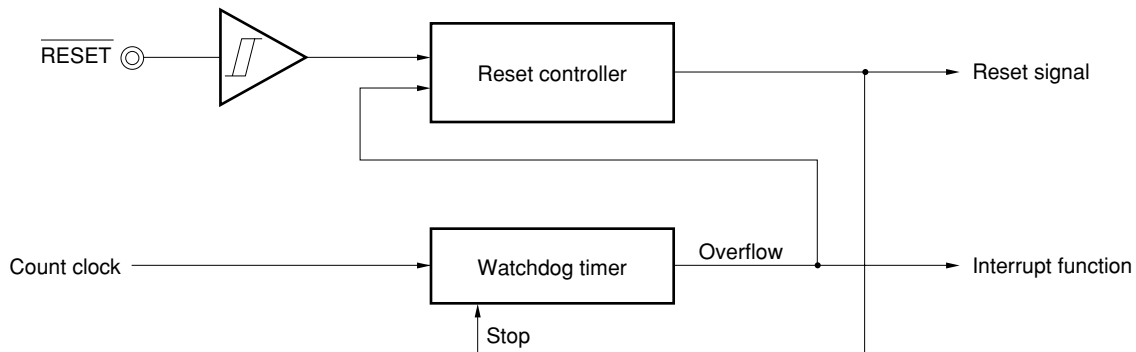 RESET
Reset controller
Reset signal
Count clock
Watchdog timer
Overflow
Interrupt function
Stop